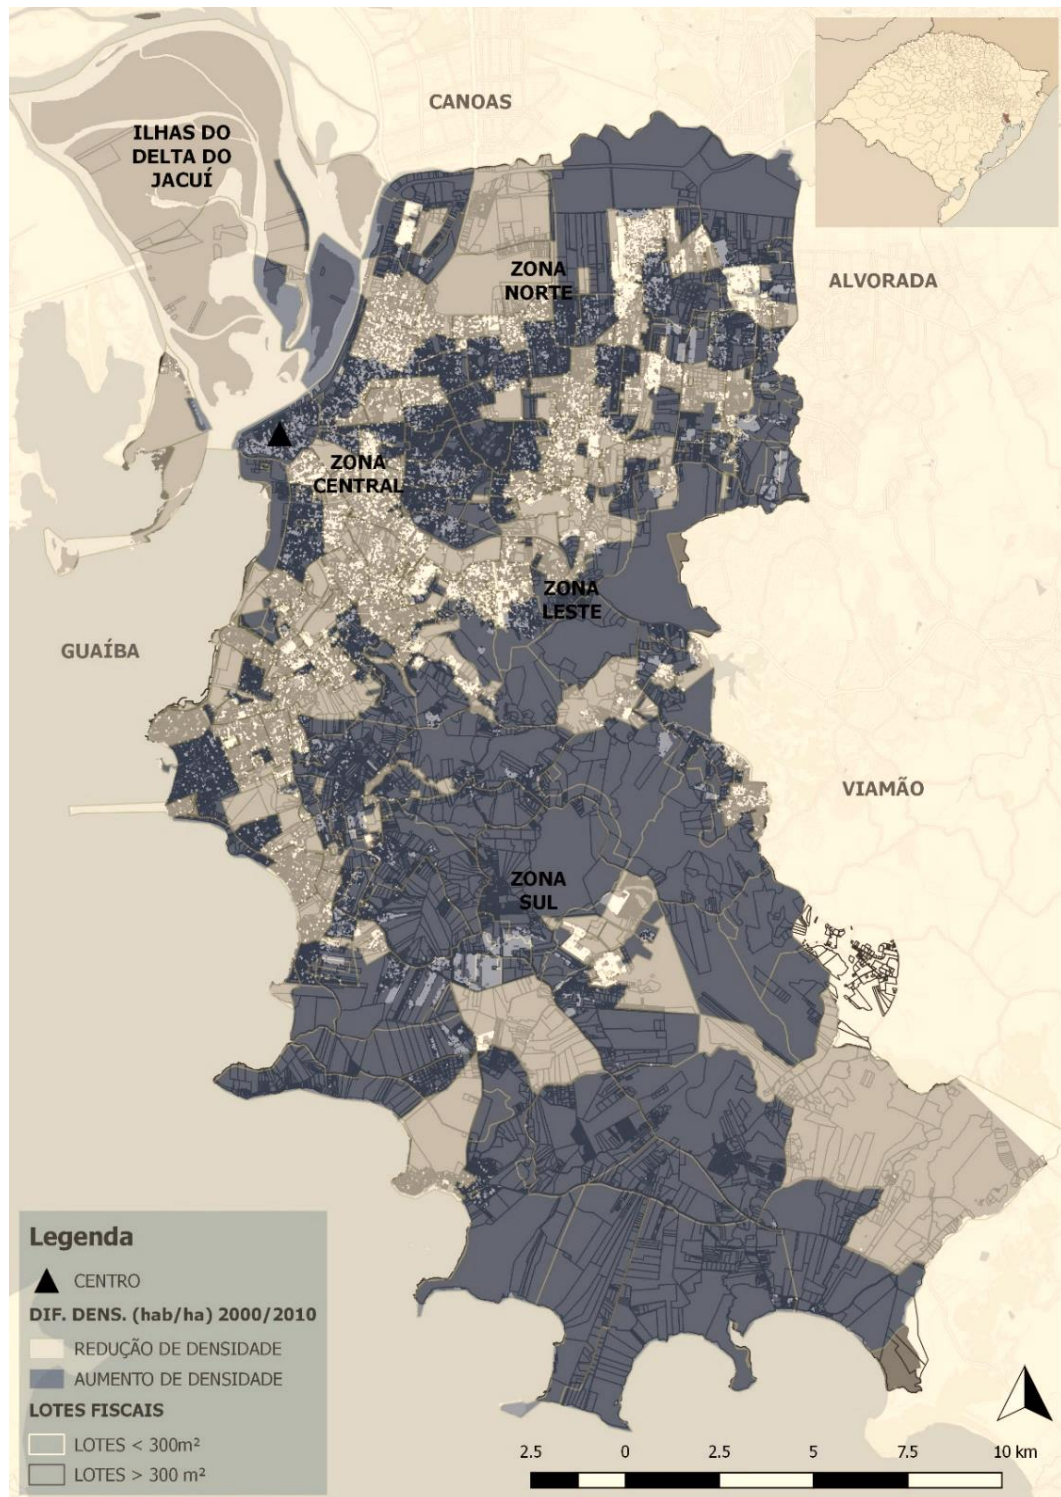 CANOAS
ILHAS DO
DELTA DO
JACUÍ
ZONA
NORTE
ALVORADA
ZONA
CENTRAL
ZONA
LESTE
GUAÍBA
VIAMÃO
ZONA
SUL
Legenda
CENTRO
DIF. DENS. (hab/ha) 2000/2010
REDUÇÃO DE DENSIDADE
AUMENTO DE DENSIDADE
LOTES FISCAIS
LOTES < 300m²
LOTES > 300 m²
2.5 0 2.5 5 7.5 10 km